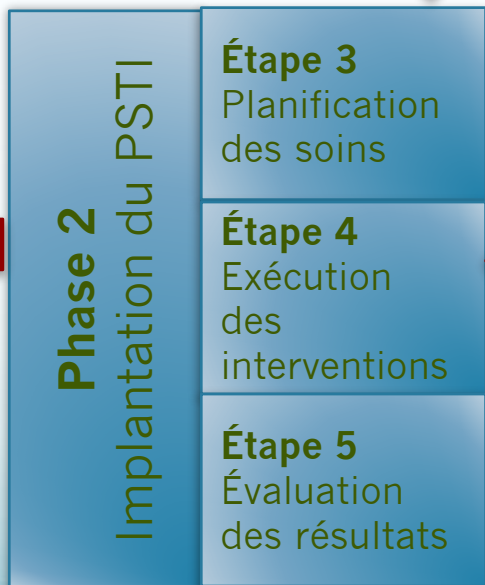 Phase 2
Implantation du PSTI
Étape 3
Planification
des soins
Étape 4
Exécution
des
interventions
Étape 5
Évaluation
des résultats